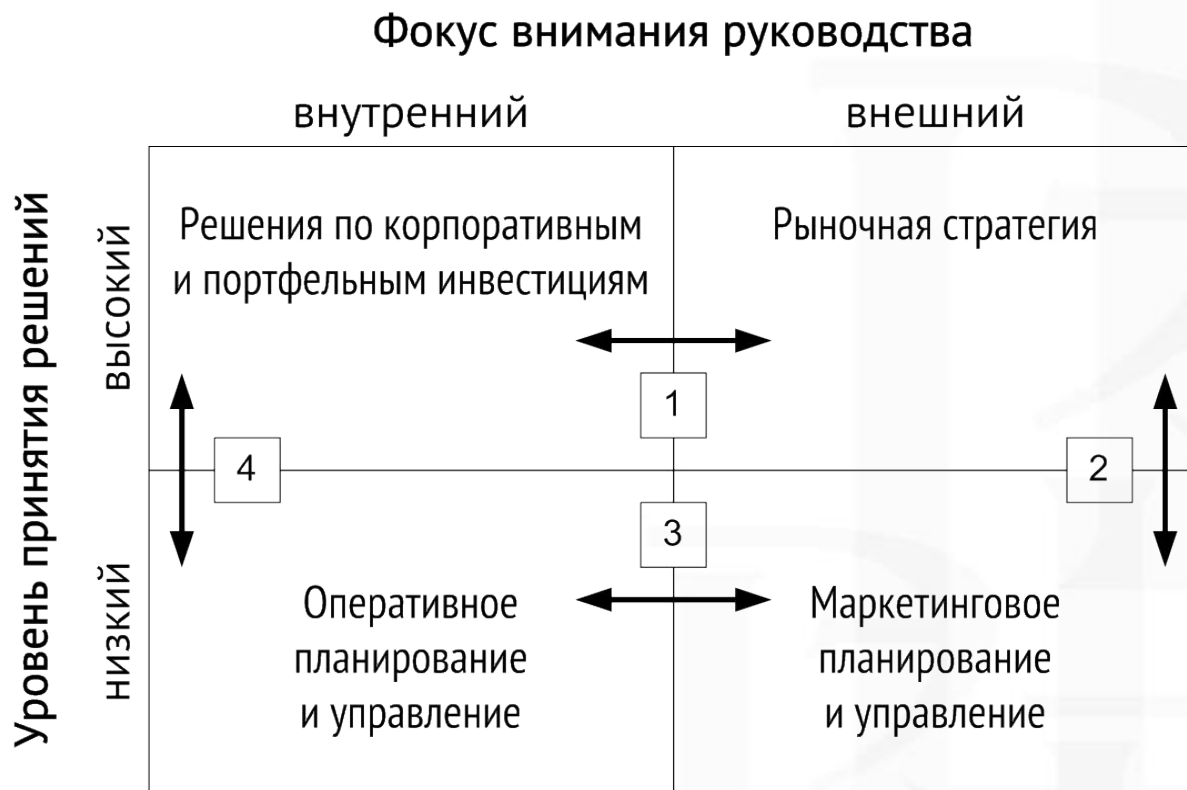 Фокус внимания руководства
внутренний
внешний
Уровень принятия решений
высокий
Решения по корпоративным
и портфельным инвестициям
Рыночная стратегия
1
4
2
3
низкий
Оперативное
планирование
и управление
Маркетинговое
планирование
и управление